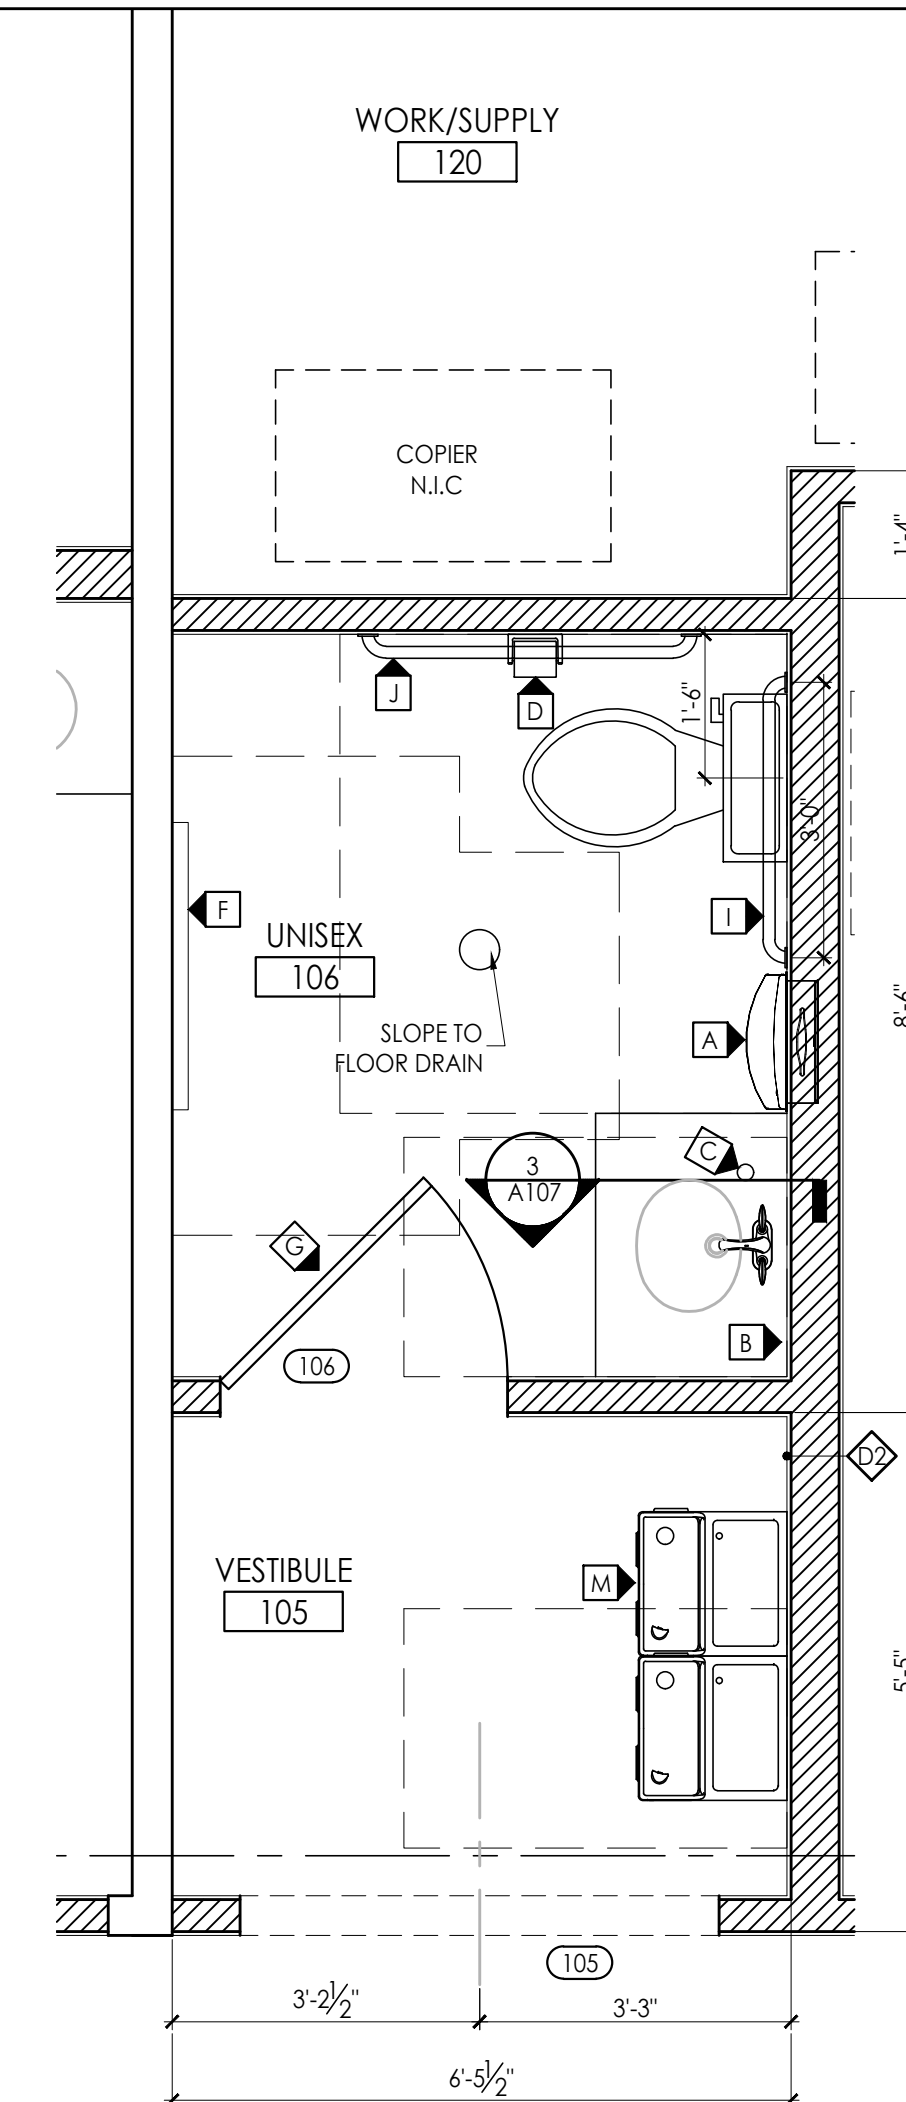 WORK/SUPPLY
120
COPIER
N.I.C
1'-4"
J
D
1'-6"
3'-0"
F
I
UNISEX
106
SLOPE TO
FLOOR DRAIN
A
8'-6"
C
3
A107
G
B
106
D2
VESTIBULE
105
M
5'-5"
105
3'-2½"
3'-3"
6'-5½"